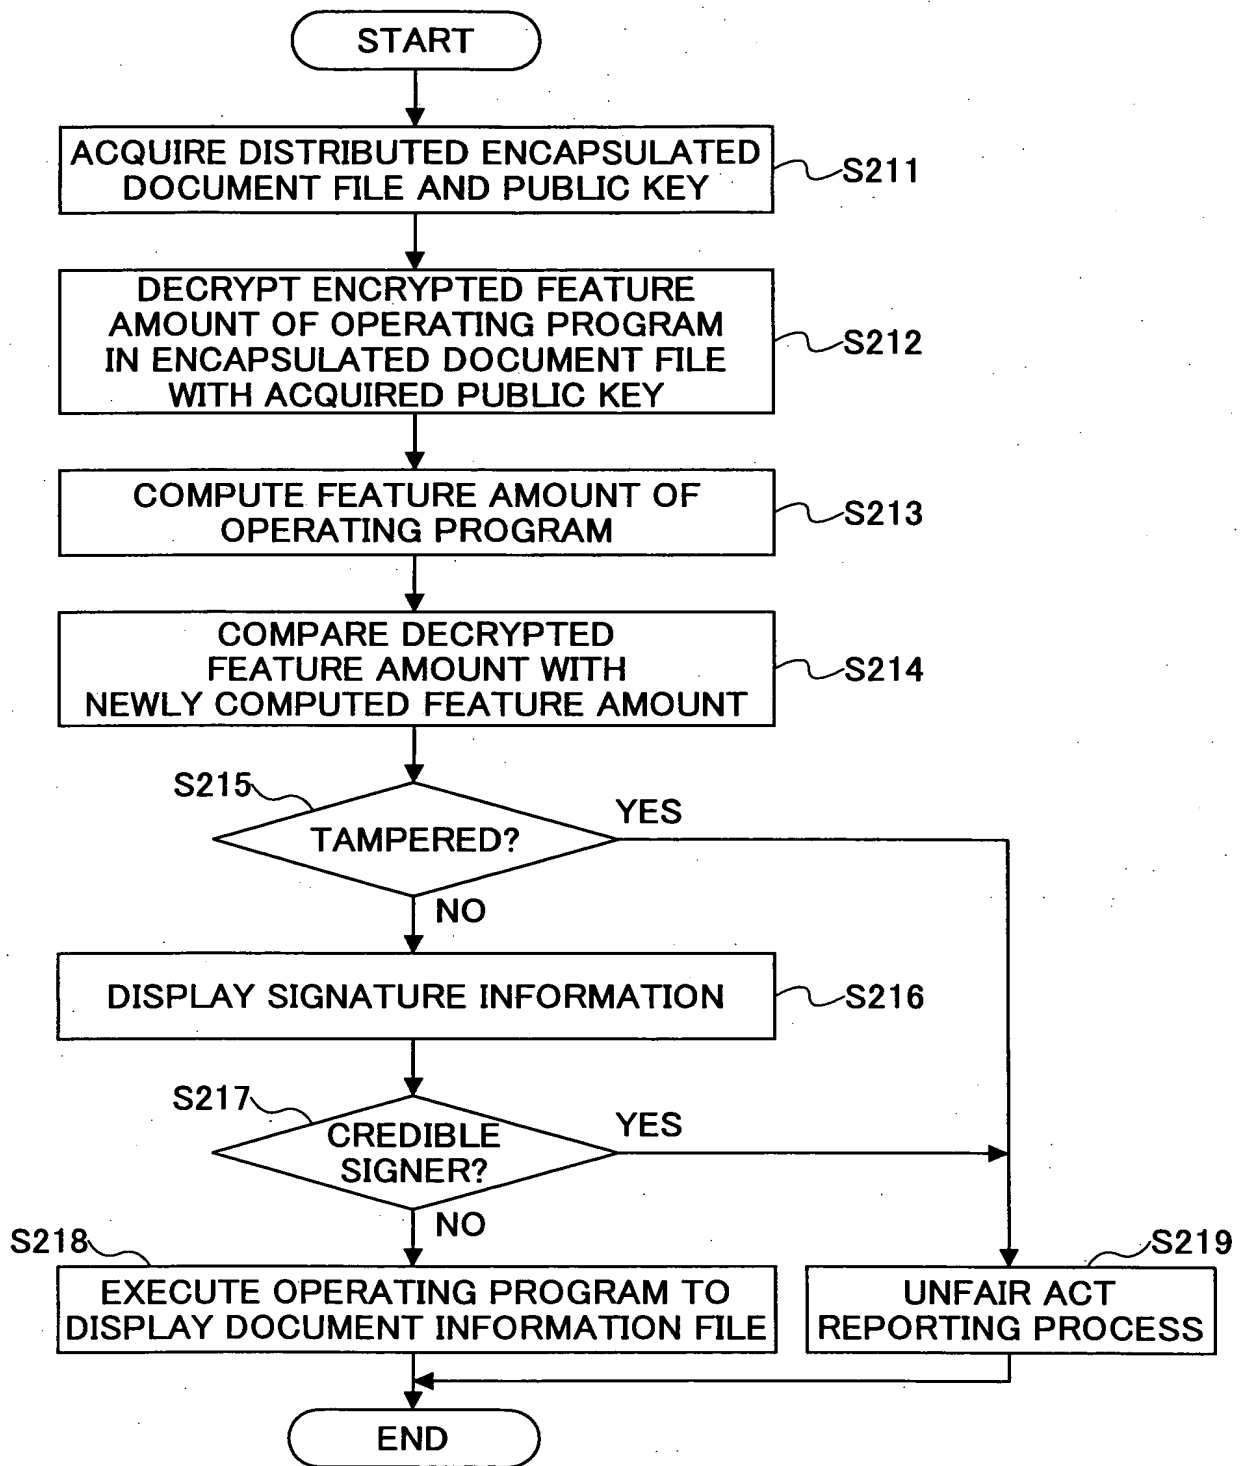 START
ACQUIRE DISTRIBUTED ENCAPSULATED
DOCUMENT FILE AND PUBLIC KEY
S211
DECRYPT ENCRYPTED FEATURE
AMOUNT OF OPERATING PROGRAM
IN ENCAPSULATED DOCUMENT FILE
WITH ACQUIRED PUBLIC KEY
S212
COMPUTE FEATURE AMOUNT OF
OPERATING PROGRAM
S213
COMPARE DECRYPTED
FEATURE AMOUNT WITH
NEWLY COMPUTED FEATURE AMOUNT
S214
S215
TAMPERED?
YES
NO
DISPLAY SIGNATURE INFORMATION
S216
S217
CREDIBLE
SIGNER?
YES
NO
S218
EXECUTE OPERATING PROGRAM TO
DISPLAY DOCUMENT INFORMATION FILE
S219
UNFAIR ACT
REPORTING PROCESS
END